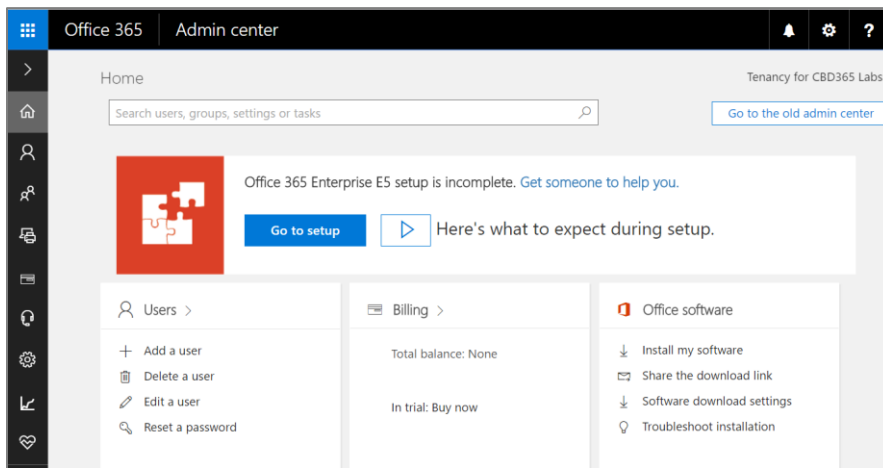 Office 365 Admin center
?
Home
Tenancy for CBD365 Labs
Search users, groups, settings or tasks
Go to the old admin center
Office 365 Enterprise E5 setup is incomplete. Get someone to help you.
Go to setup
Here's what to expect during setup.
Users >
Add a user
Delete a user
Edit a user
Reset a password
Billing >
Total balance: None
In trial: Buy now
Office software
Install my software
Share the download link
Software download settings
Troubleshoot installation